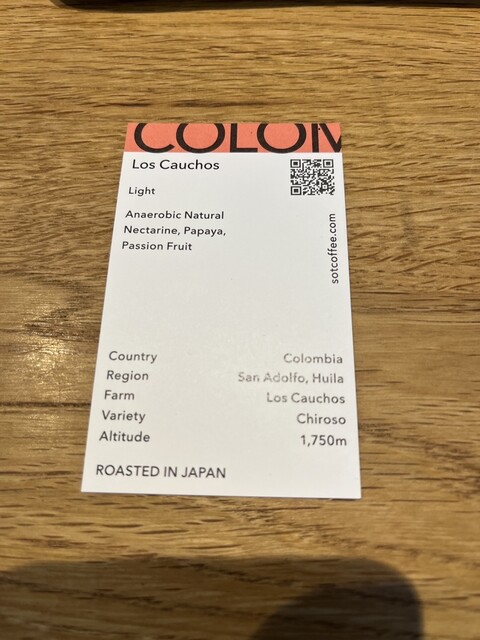 COLOM
Los Cauchos
Light
Anaerobic Natural
Nectarine, Papaya,
Passion Fruit
sotcoffee.com
Country Colombia
Region San Adolfo, Huila
Farm Los Cauchos
Variety Chiroso
Altitude 1,750m
ROASTED IN JAPAN